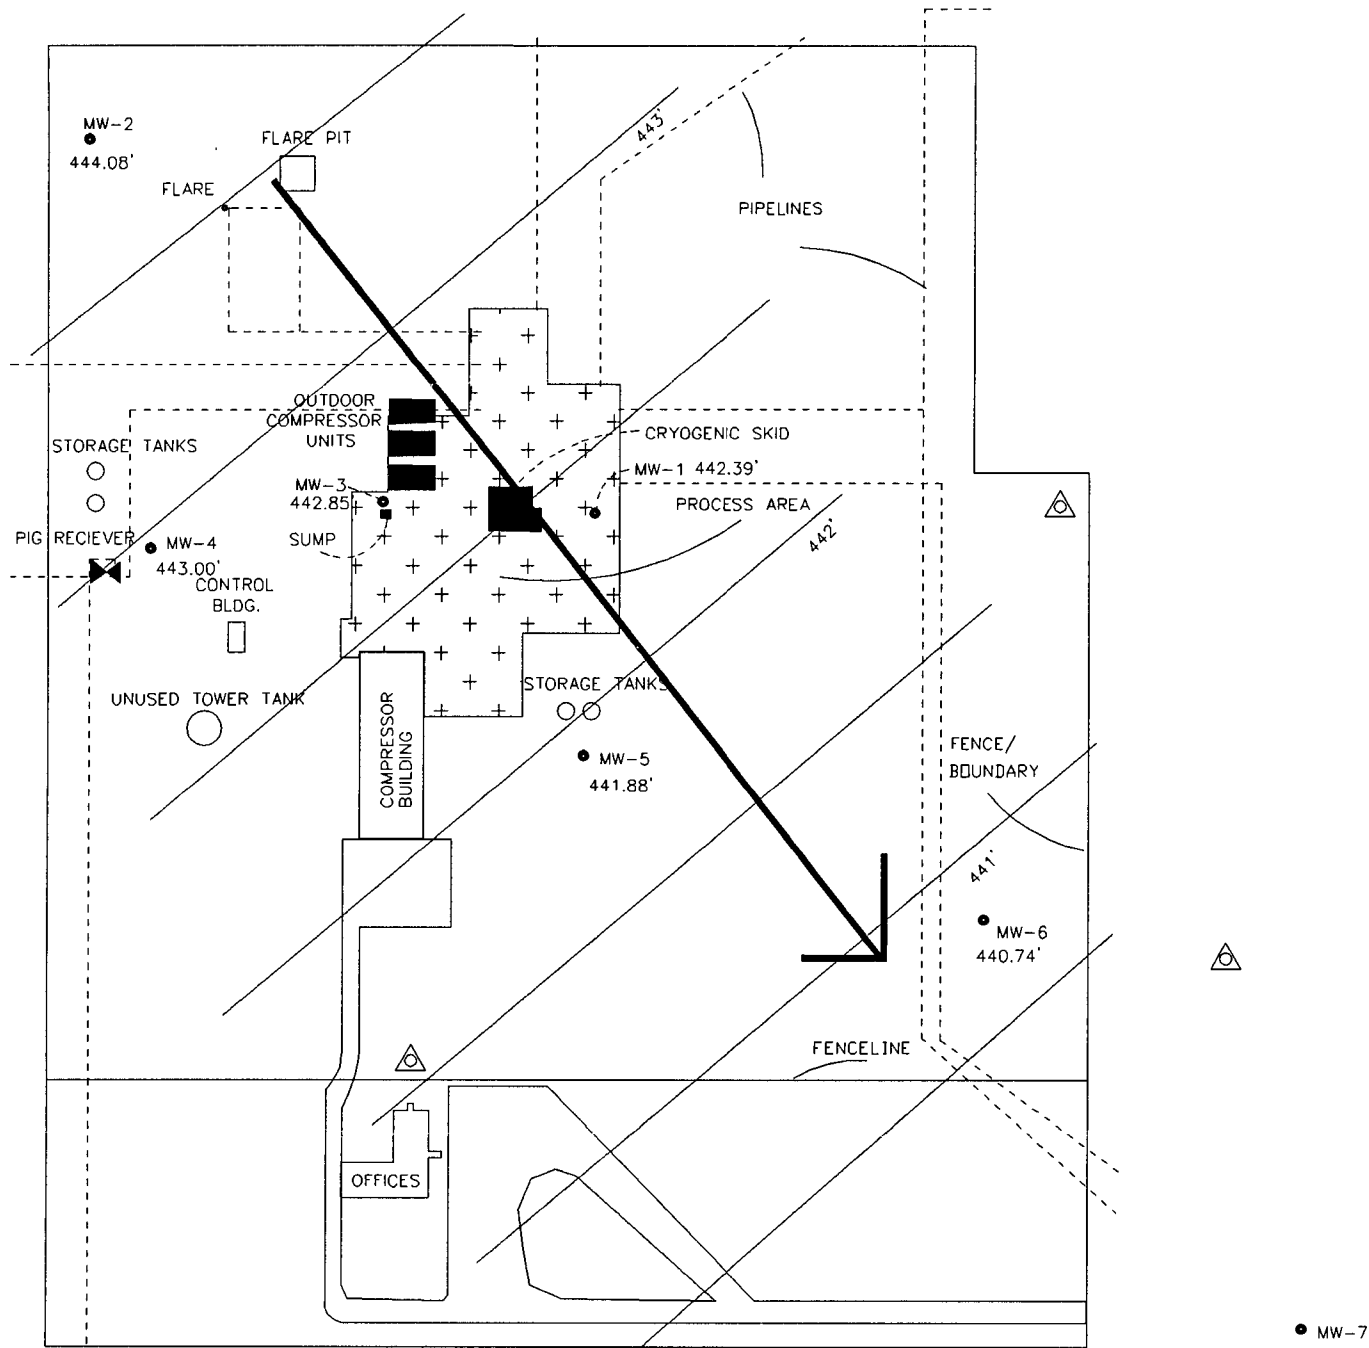 MW-2
444.08'
FLARE PIT
FLARE
443'
PIPELINES
OUTDOOR
COMPRESSOR
UNITS
CRYOGENIC SKID
STORAGE TANKS
MW-1 442.39'
MW-3
442.85
PROCESS AREA
SUMP
442'
PIG RECIEVER
MW-4
443.00'
CONTROL
BLDG.
UNUSED TOWER TANK
STORAGE TANKS
COMPRESSOR
BUILDING
MW-5
441.88'
FENCE/
BOUNDARY
441'
MW-6
440.74'
FENCELINE
OFFICES
MW-7